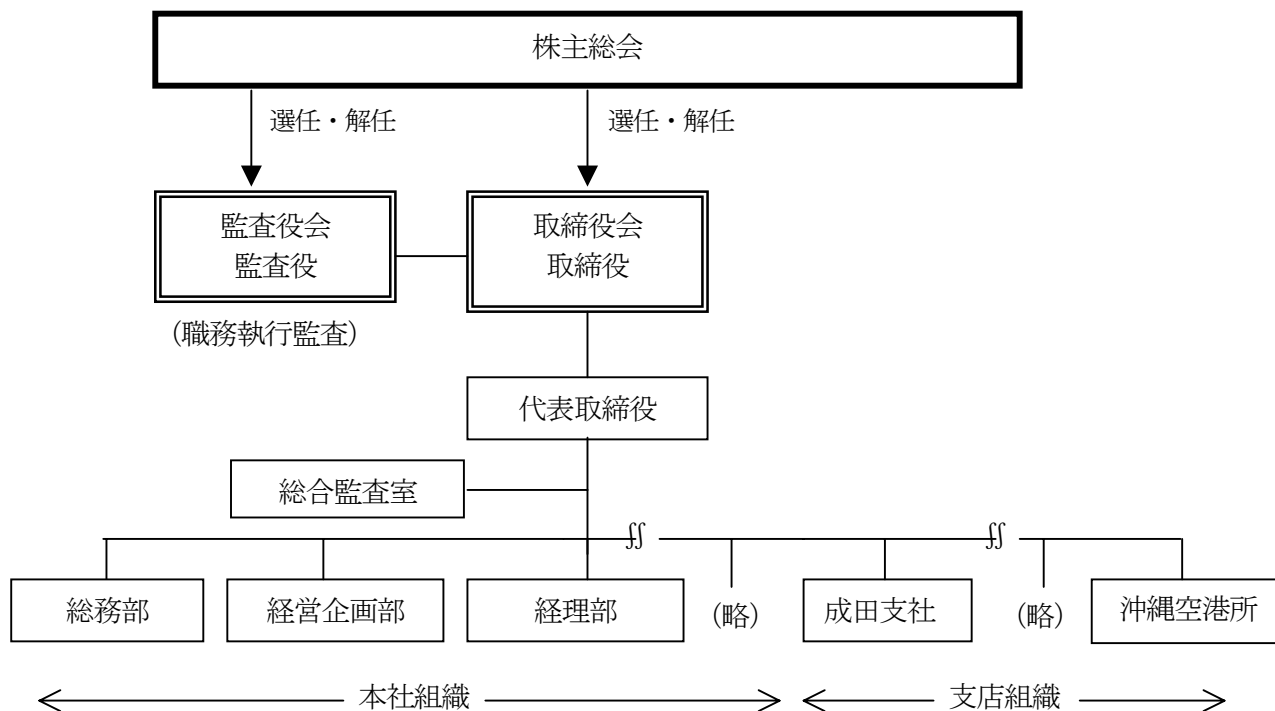 株主総会
選任・解任
選任・解任
監査役会
監査役
取締役会
取締役
(職務執行監査)
代表取締役
総合監査室
総務部
経営企画部
経理部
(略)
成田支社
(略)
沖縄空港所
本社組織
支店組織